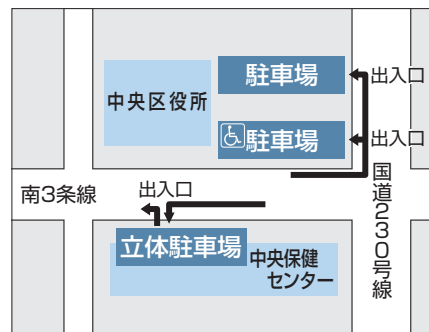 駐車場
出入口
中央区役所
駐車場
出入口
南3条線
出入口
国道230号線
立体駐車場
中央保健
センター